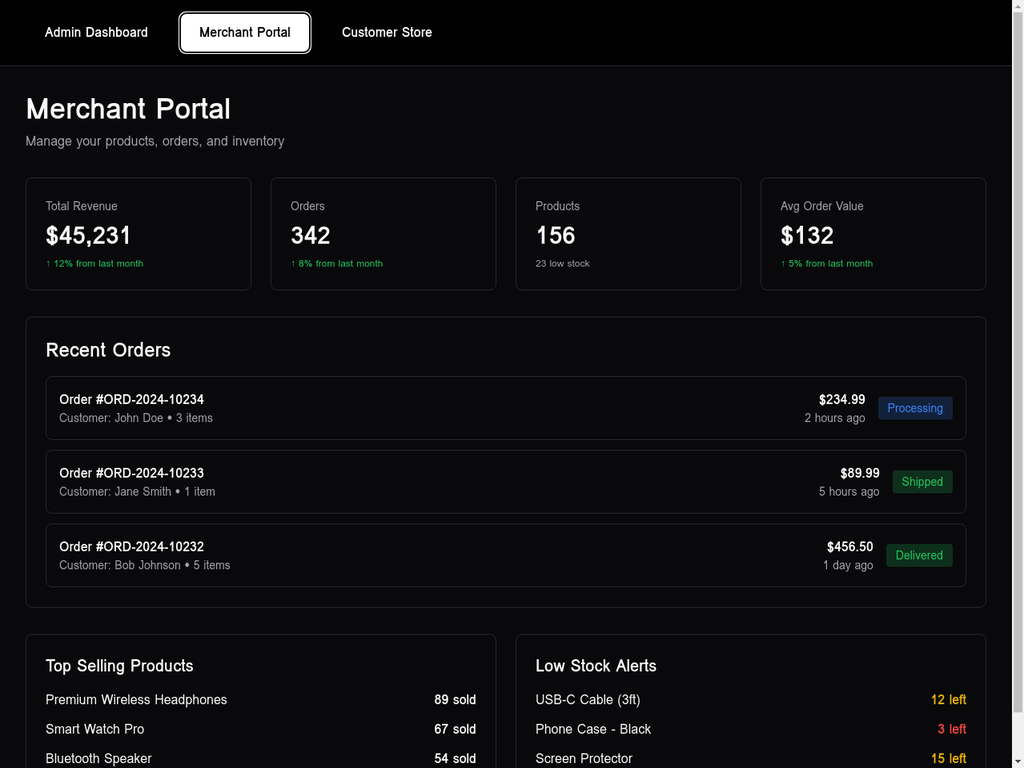 Admin Dashboard
Merchant Portal
Customer Store
Merchant Portal
Manage your products, orders, and inventory
Total Revenue
$45,231
↑ 12% from last month
Orders
342
↑ 8% from last month
Products
156
23 low stock
Avg Order Value
$132
↑ 5% from last month
Recent Orders
Order #ORD-2024-10234
Customer: John Doe • 3 items
$234.99
2 hours ago
Processing
Order #ORD-2024-10233
Customer: Jane Smith • 1 item
$89.99
5 hours ago
Shipped
Order #ORD-2024-10232
Customer: Bob Johnson • 5 items
$456.50
1 day ago
Delivered
Top Selling Products
Premium Wireless Headphones 89 sold
Smart Watch Pro 67 sold
Bluetooth Speaker 54 sold
Low Stock Alerts
USB-C Cable (3ft) 12 left
Phone Case - Black 3 left
Screen Protector 15 left